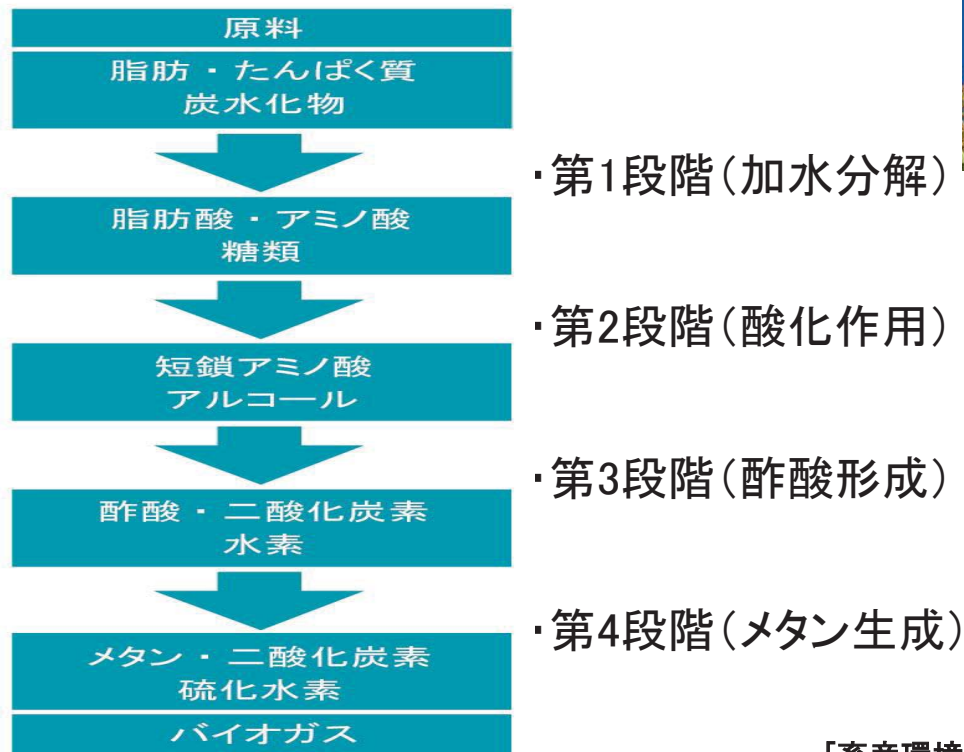 原料
脂肪・たんぱく質
炭水化物
・第1段階（加水分解）
脂肪酸・アミノ酸
糖類
・第2段階（酸化作用）
短鎖アミノ酸
アルコール
・第3段階（酢酸形成）
酢酸・二酸化炭素
水素
・第4段階（メタン生成）
メタン・二酸化炭素
硫化水素
バイオガス
「畜産環境